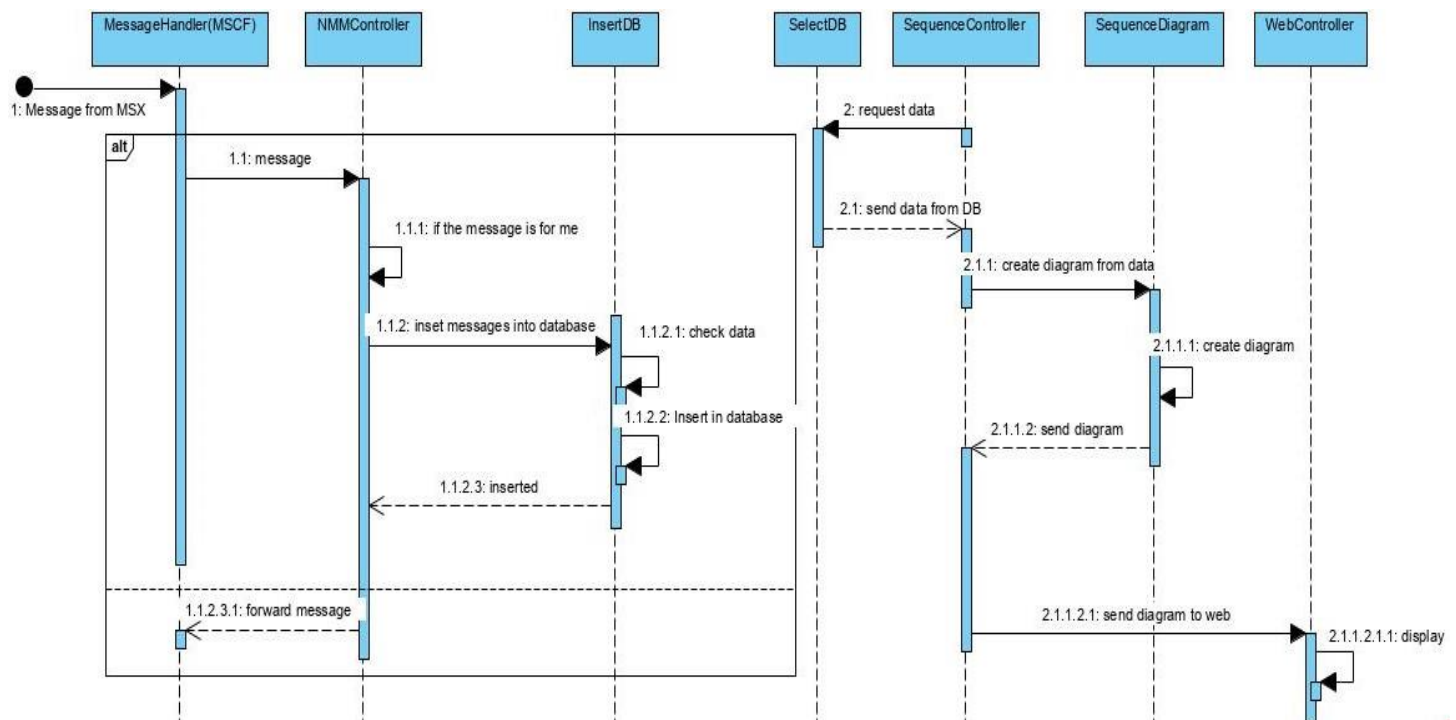 MessageHandler(MSCF)
NMMController
InsertDB
SelectDB
SequenceController
SequenceDiagram
WebController
1: Message from MSX
2: request data
alt
1.1: message
2.1: send data from DB
1.1.1: if the message is for me
2.1.1: create diagram from data
1.1.2: inset messages into database
1.1.2.1: check data
2.1.1.1: create diagram
1.1.2.2: Insert in database
2.1.1.2: send diagram
1.1.2.3: inserted
1.1.2.3.1: forward message
2.1.1.2.1: send diagram to web
2.1.1.2.1.1: display